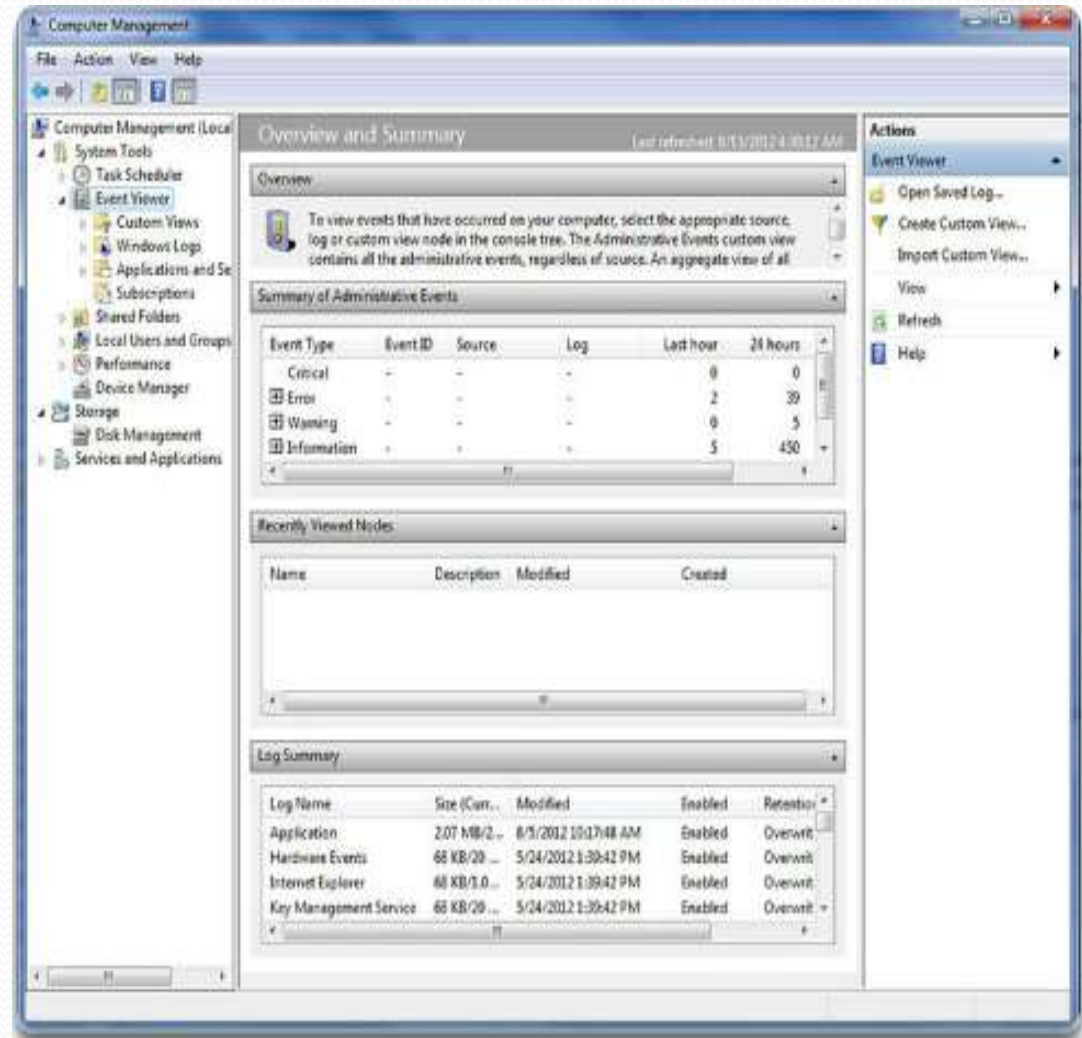 Computer Management
File Action View Help
Computer Management (Local
System Tools
Task Scheduler
Event Viewer
Custom Views
Windows Logs
Applications and Se
Subscriptions
Shared Folders
Local Users and Groups
Performance
Device Manager
Storage
Disk Management
Services and Applications
Overview and Summary
Last refreshed:
Overview
To view events that have occurred on your computer, select the appropriate source,
log or custom view node in the console tree. The Administrative Events custom view
contains all the administrative events, regardless of source. An aggregate view of all
Summary of Administrative Events
Event Type Event ID Source Log Last hour 24 hours
Critical - - - 0 0
Error - - - 2 39
Warning - - - 0 5
Information - - - 5 450
Recently Viewed Nodes
Name Description Modified Created
Log Summary
Log Name Size (Curr... Modified Enabled Retention
Application 2.07 MB/2... 8/5/2012 10:17:48 AM Enabled Overwrit
Hardware Events 68 KB/20 ... 5/24/2012 1:39:42 PM Enabled Overwrit
Internet Explorer 68 KB/1.0... 5/24/2012 1:39:42 PM Enabled Overwrit
Key Management Service 68 KB/20 ... 5/24/2012 1:39:42 PM Enabled Overwrit
Actions
Event Viewer
Open Saved Log...
Create Custom View...
Import Custom View...
View
Refresh
Help